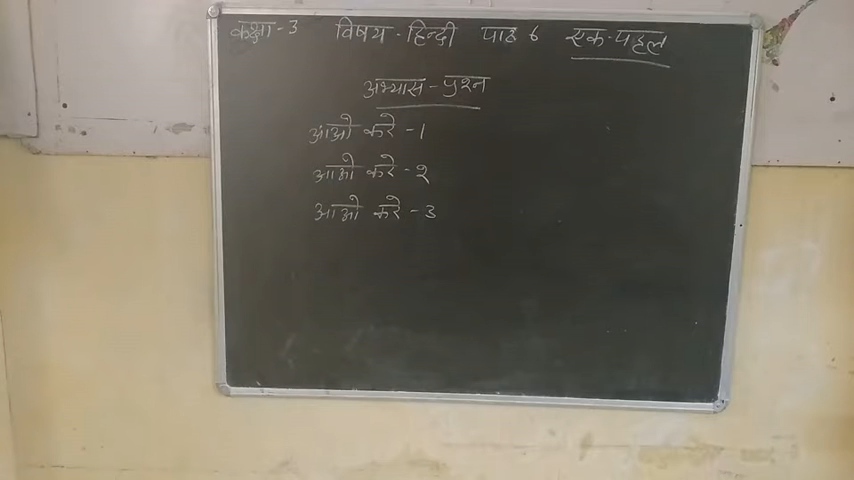 कक्षा-3 विषय-हिन्दी पाठ 6 एक-पहल
अभ्यास-प्रश्न
आओ करे-1
आओ करे-2
आओ करे-3